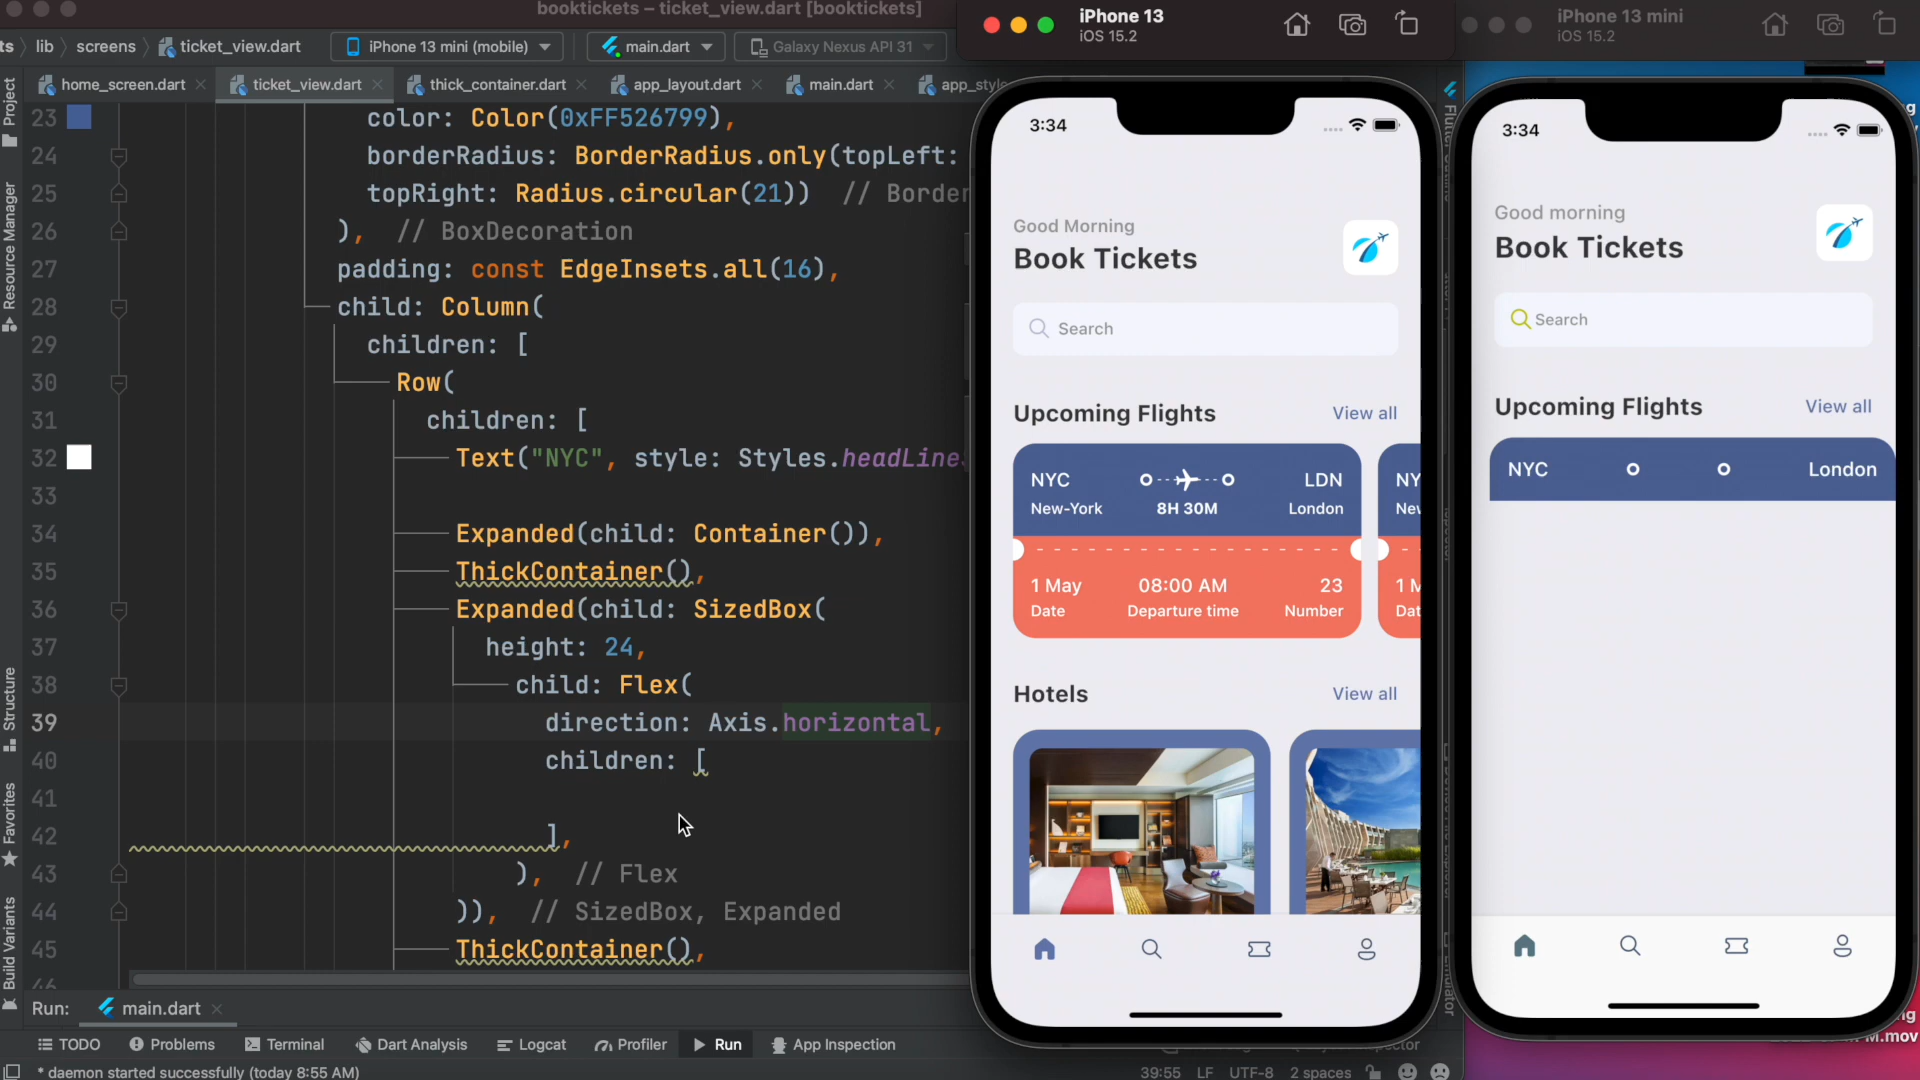 booktickets – ticket_view.dart [booktickets]
ts
lib
screens
ticket_view.dart
iPhone 13 mini (mobile)
main.dart
Galaxy Nexus API 31
home_screen.dart
ticket_view.dart
thick_container.dart
app_layout.dart
main.dart
app_style
23 color: Color(0xFF526799),
24 borderRadius: BorderRadius.only(topLeft:
25 topRight: Radius.circular(21)) // Border
26 ), // BoxDecoration
27 padding: const EdgeInsets.all(16),
28 child: Column(
29 children: [
30 Row(
31 children: [
32 Text("NYC", style: Styles.headLine
33
34 Expanded(child: Container()),
35 ThickContainer(),
36 Expanded(child: SizedBox(
37 height: 24,
38 child: Flex(
39 direction: Axis.horizontal,
40 children: [
41
42 ],
43 ), // Flex
44 )), // SizedBox, Expanded
45 ThickContainer(),
46
Project
Resource Manager
Structure
Favorites
Build Variants
Run:
main.dart
TODO
Problems
Terminal
Dart Analysis
Logcat
Profiler
Run
App Inspection
* daemon started successfully (today 8:55 AM)
39:55
LF
UTF-8
2 spaces
iPhone 13
iOS 15.2
3:34
Good Morning
Book Tickets
Search
Upcoming Flights
View all
NYC
LDN
New-York
8H 30M
London
1 May
08:00 AM
23
Date
Departure time
Number
NY
Nev
1 M
Dat
Hotels
View all
iPhone 13 mini
iOS 15.2
3:34
Good morning
Book Tickets
Search
Upcoming Flights
View all
NYC
London